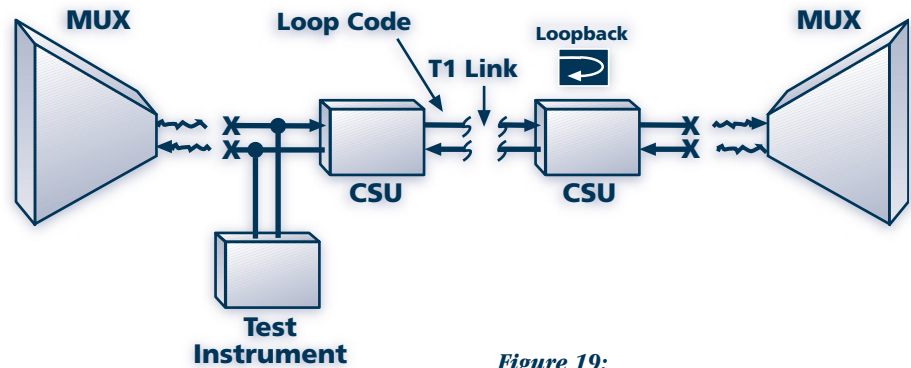 MUX
Loop Code
Loopback
MUX
T1 Link
X
X
X
X
CSU
CSU
Test
Instrument
Figure 19: